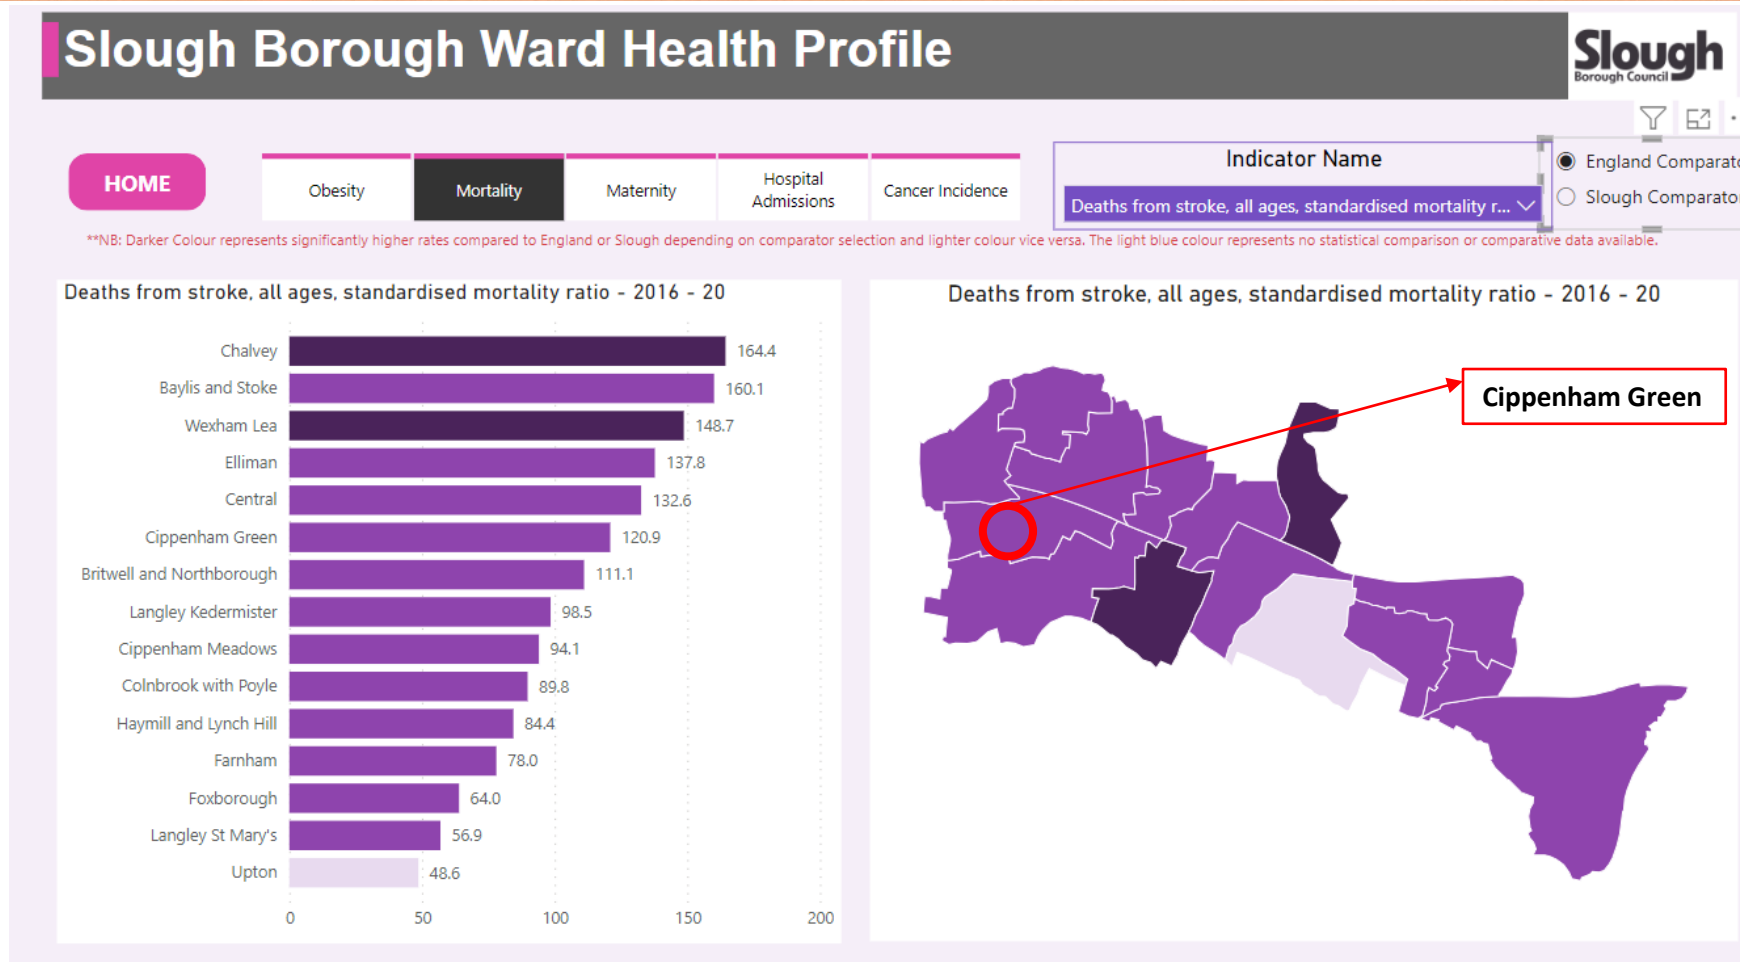 Slough Borough Ward Health Profile
Slough
Borough Council
HOME
Obesity
Mortality
Maternity
Hospital
Admissions
Cancer Incidence
Indicator Name
Deaths from stroke, all ages, standardised mortality r...
England Comparato
Slough Comparator
**NB: Darker Colour represents significantly higher rates compared to England or Slough depending on comparator selection and lighter colour vice versa. The light blue colour represents no statistical comparison or comparative data available.
Deaths from stroke, all ages, standardised mortality ratio - 2016 - 20
Chalvey 164.4
Baylis and Stoke 160.1
Wexham Lea 148.7
Elliman 137.8
Central 132.6
Cippenham Green 120.9
Britwell and Northborough 111.1
Langley Kedermister 98.5
Cippenham Meadows 94.1
Colnbrook with Poyle 89.8
Haymill and Lynch Hill 84.4
Farnham 78.0
Foxborough 64.0
Langley St Mary's 56.9
Upton 48.6
0 50 100 150 200
Deaths from stroke, all ages, standardised mortality ratio - 2016 - 20
Cippenham Green